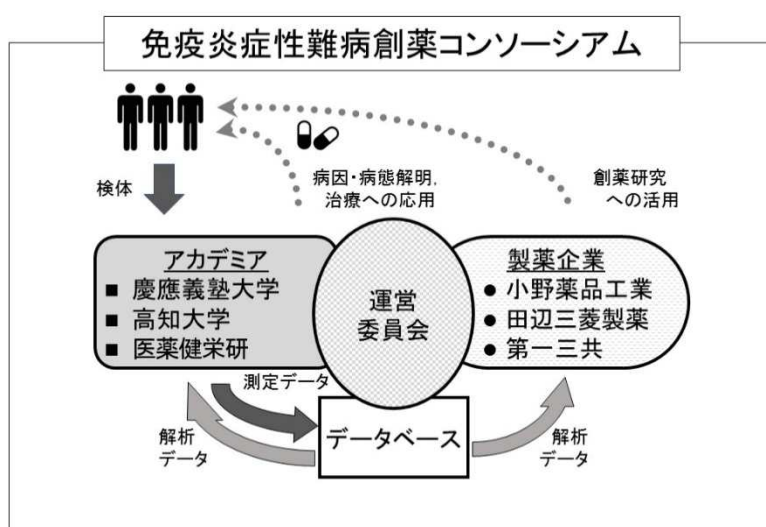 免疫炎症性難病創薬コンソーシアム
検体
病因・病態解明,
治療への応用
創薬研究
への活用
アカデミア
■ 慶應義塾大学
■ 高知大学
■ 医薬健栄研
運営
委員会
製薬企業
● 小野薬品工業
● 田辺三菱製薬
● 第一三共
測定データ
解析
データ
データベース
解析
データ